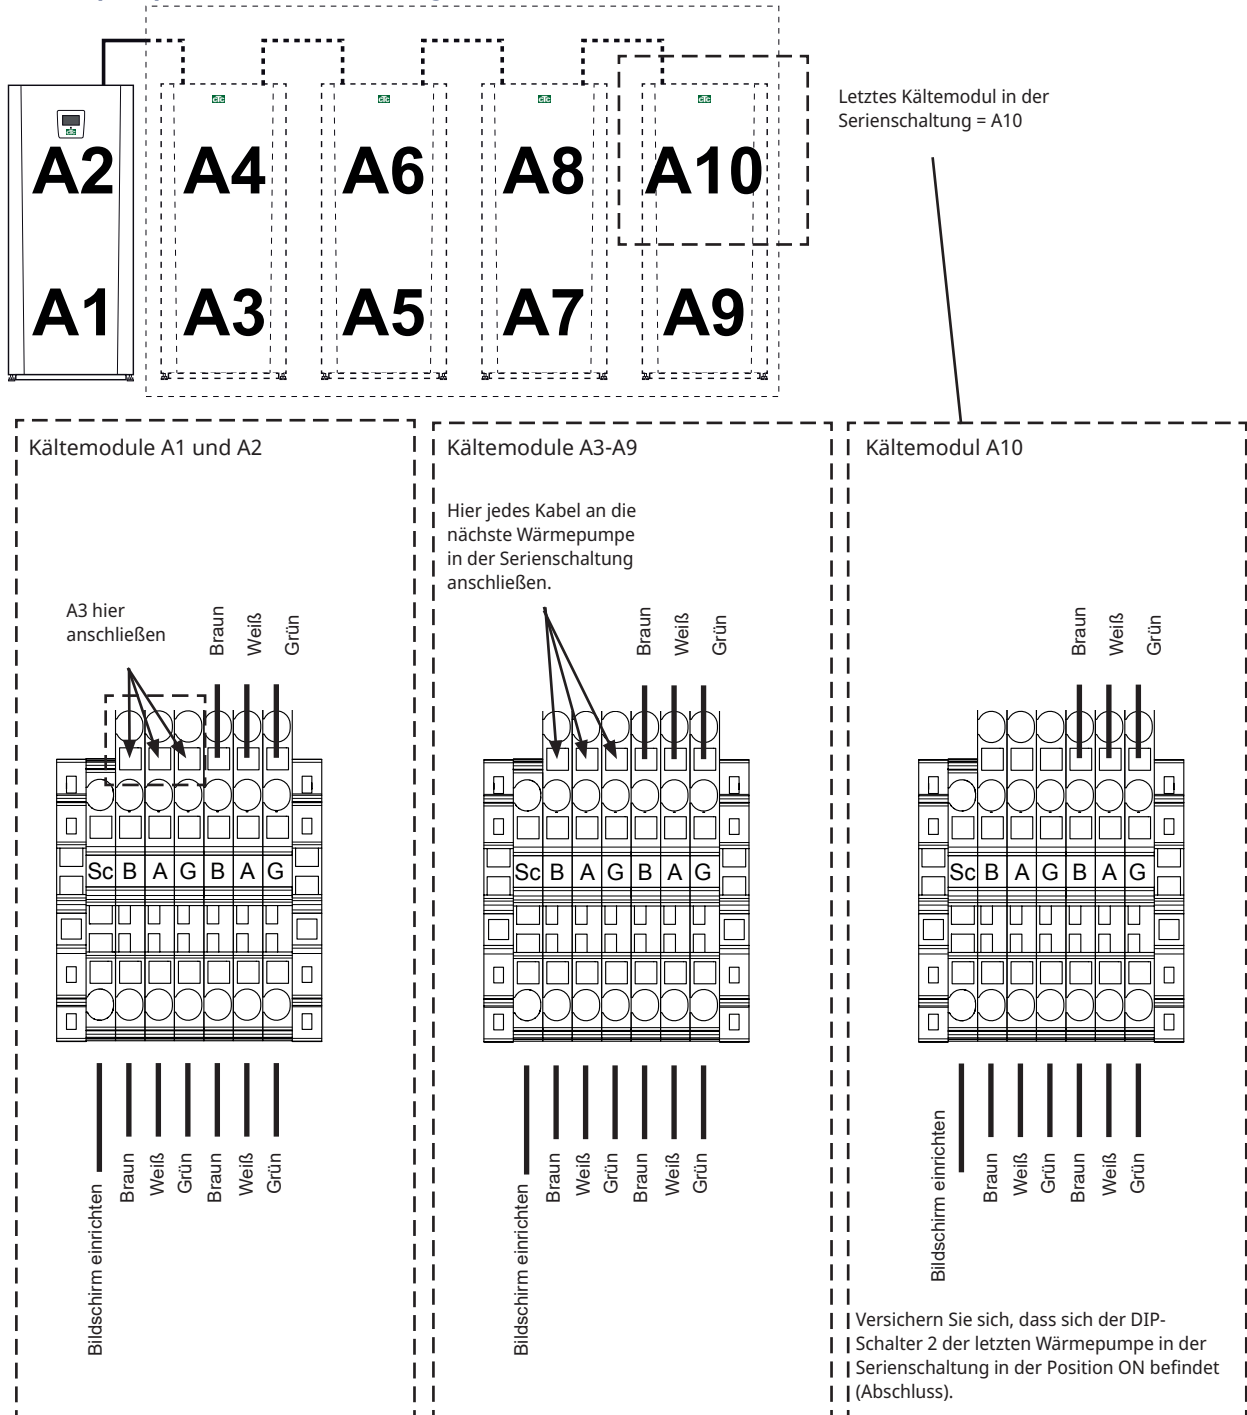 A2
A4
A6
A8
A10
A1
A3
A5
A7
A9
Letztes Kältemodul in der
Serienschaltung = A10
Kältemodule A1 und A2
A3 hier
anschließen
Braun
Weiß
Grün
Sc B A G B A G
Bildschirm einrichten
Braun
Weiß
Grün
Braun
Weiß
Grün
Kältemodule A3-A9
Hier jedes Kabel an die
nächste Wärmepumpe
in der Serienschaltung
anschließen.
Braun
Weiß
Grün
Sc B A G B A G
Bildschirm einrichten
Braun
Weiß
Grün
Braun
Weiß
Grün
Kältemodul A10
Braun
Weiß
Grün
Sc B A G B A G
Bildschirm einrichten
Braun
Weiß
Grün
Braun
Weiß
Grün
Versichern Sie sich, dass sich der DIP-
Schalter 2 der letzten Wärmepumpe in der
Serienschaltung in der Position ON befindet
(Abschluss).